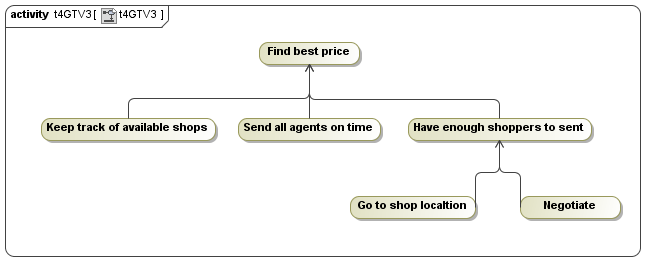 activity t4GTV3[ t4GTV3 ]
Find best price
Keep track of available shops
Send all agents on time
Have enough shoppers to sent
Go to shop localtion
Negotiate